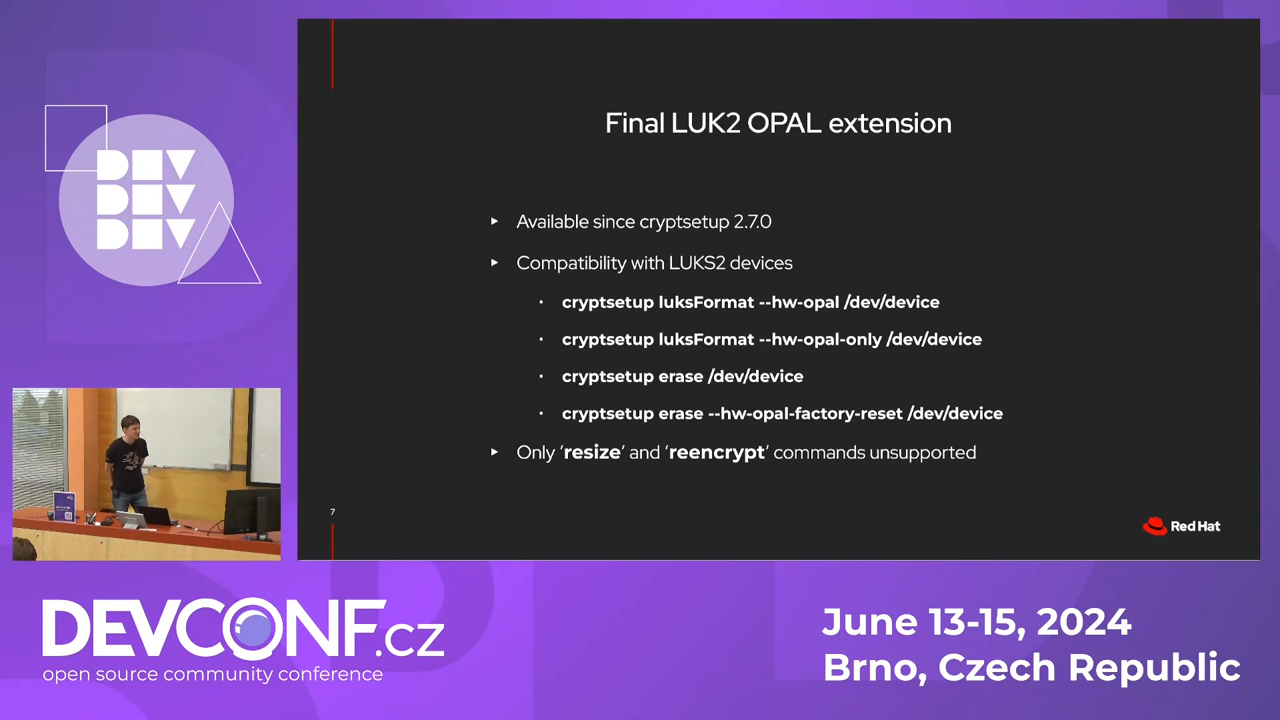 DEV
DEV
DEV
Final LUK2 OPAL extension
Available since cryptsetup 2.7.0
Compatibility with LUKS2 devices
cryptsetup luksFormat --hw-opal /dev/device
cryptsetup luksFormat --hw-opal-only /dev/device
cryptsetup erase /dev/device
cryptsetup erase --hw-opal-factory-reset /dev/device
Only ‘resize’ and ‘reencrypt’ commands unsupported
7
Red Hat
DEVCONF.cz
open source community conference
June 13-15, 2024
Brno, Czech Republic